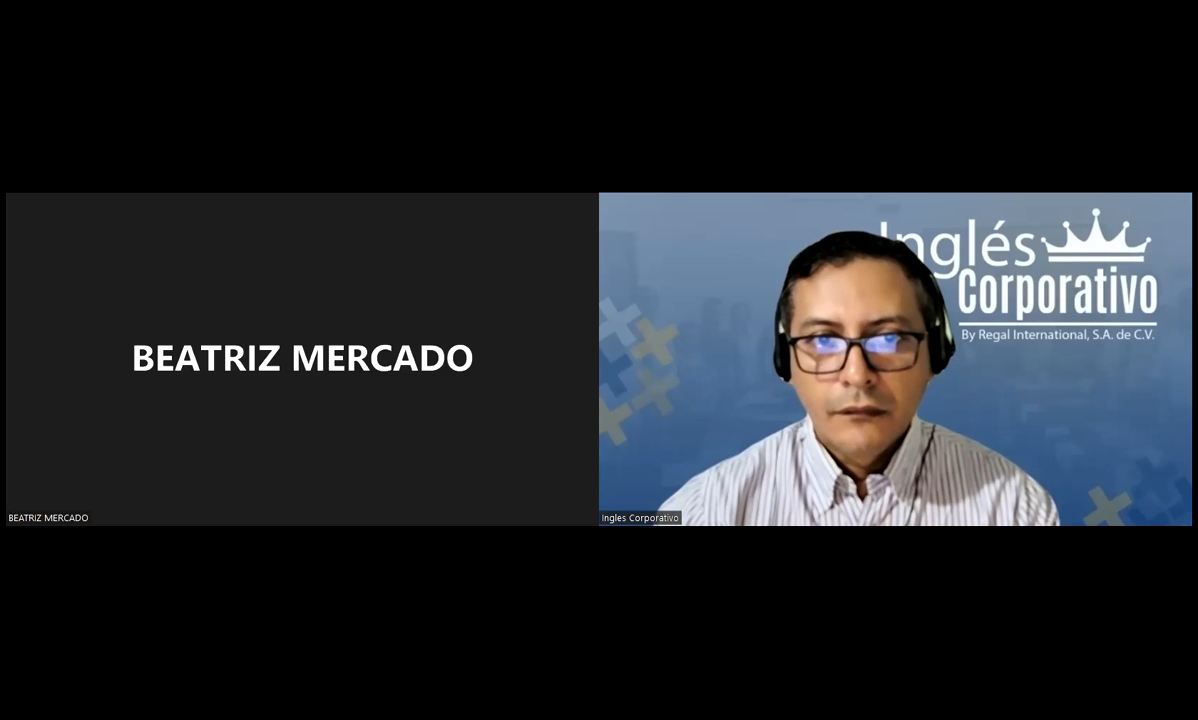 BEATRIZ MERCADO
BEATRIZ MERCADO
Inglés
Corporativo
By Regal International, S.A. de C.V.
Ingles Corporativo